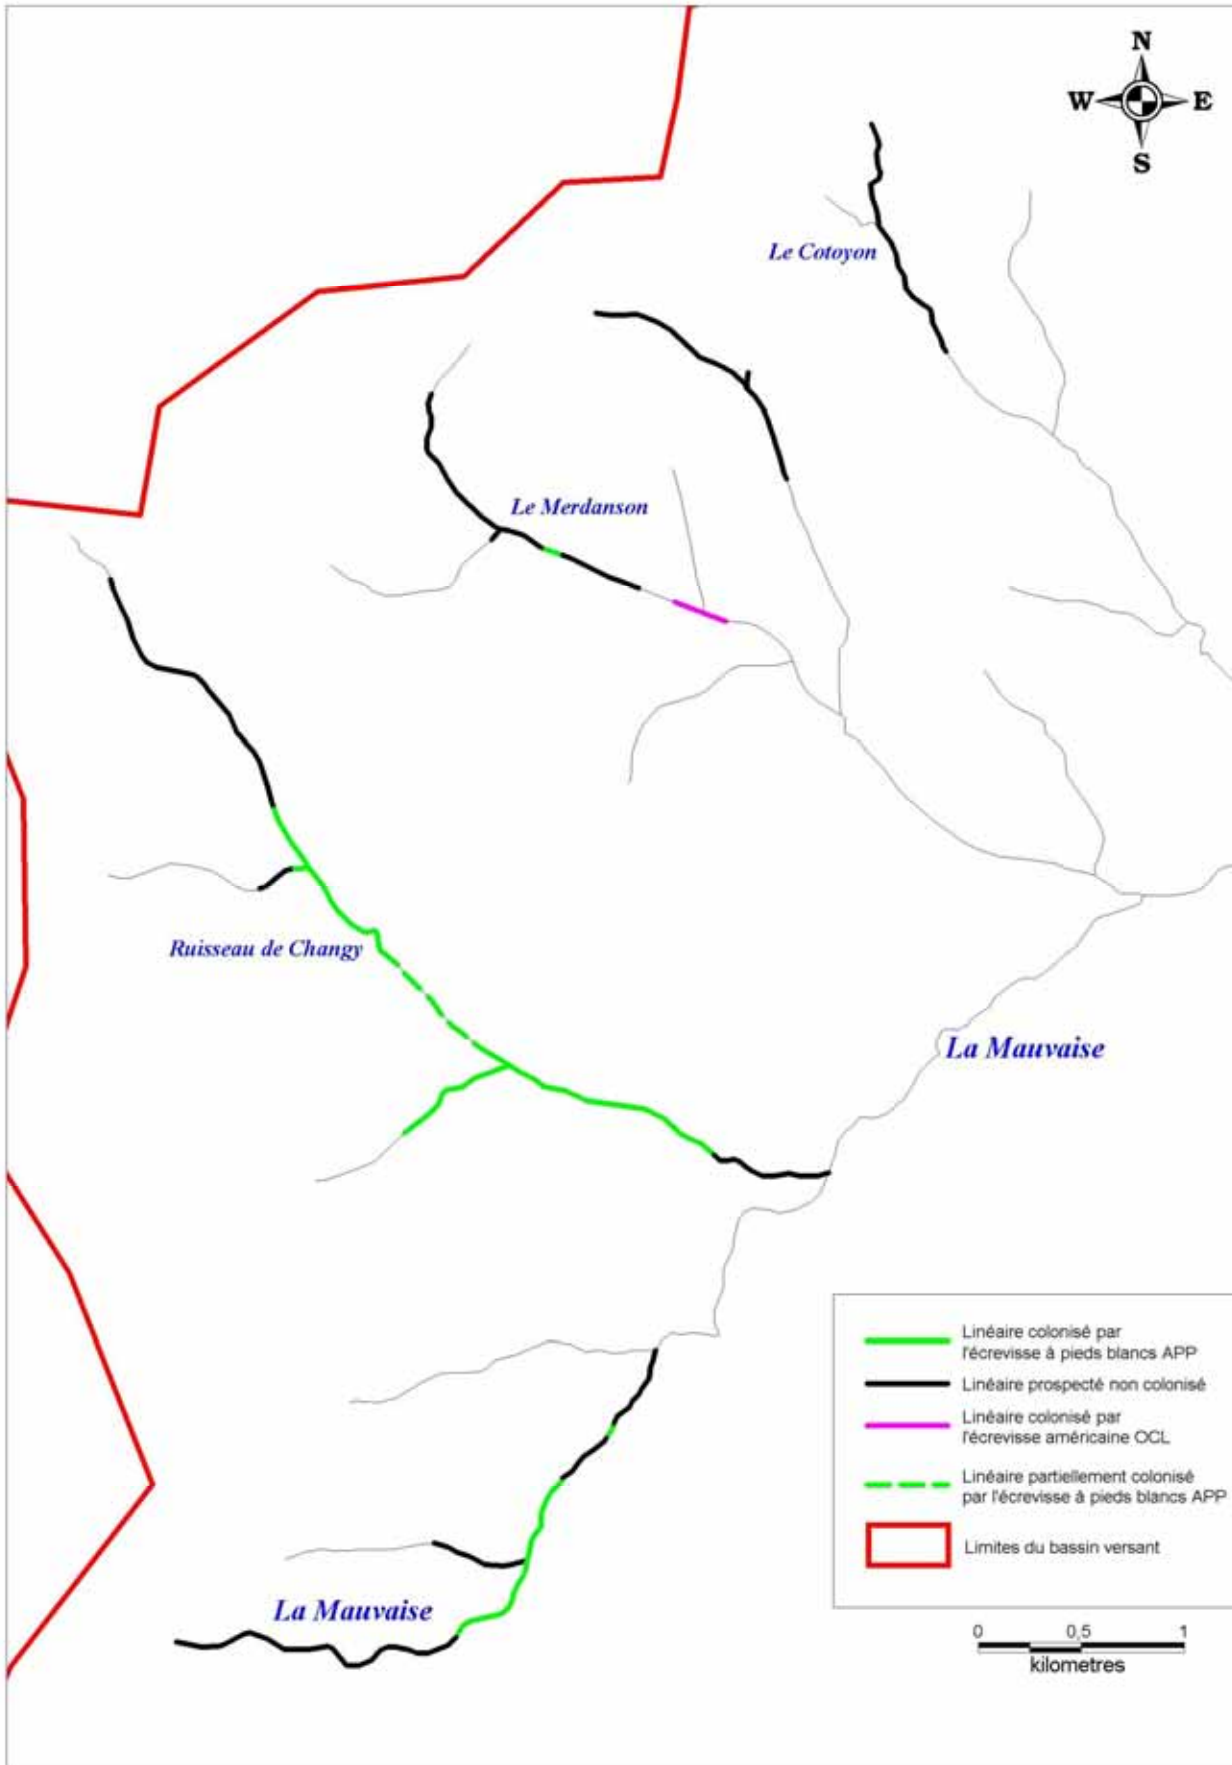 N
W E
S
Le Cotoyon
Le Merdanson
Ruisseau de Changy
La Mauvaise
Linéaire colonisé par
l'écrevisse à pieds blancs APP
Linéaire prospecté non colonisé
Linéaire colonisé par
l'écrevisse américaine OCL
Linéaire partiellement colonisé
par l'écrevisse à pieds blancs APP
Limites du bassin versant
La Mauvaise
0 0,5 1
kilometres